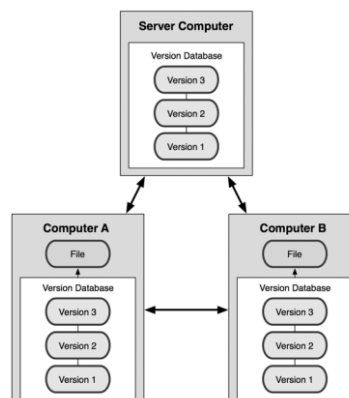 Server Computer
Version Database
Version 3
Version 2
Version 1
Computer A
File
Version Database
Version 3
Version 2
Version 1
Computer B
File
Version Database
Version 3
Version 2
Version 1